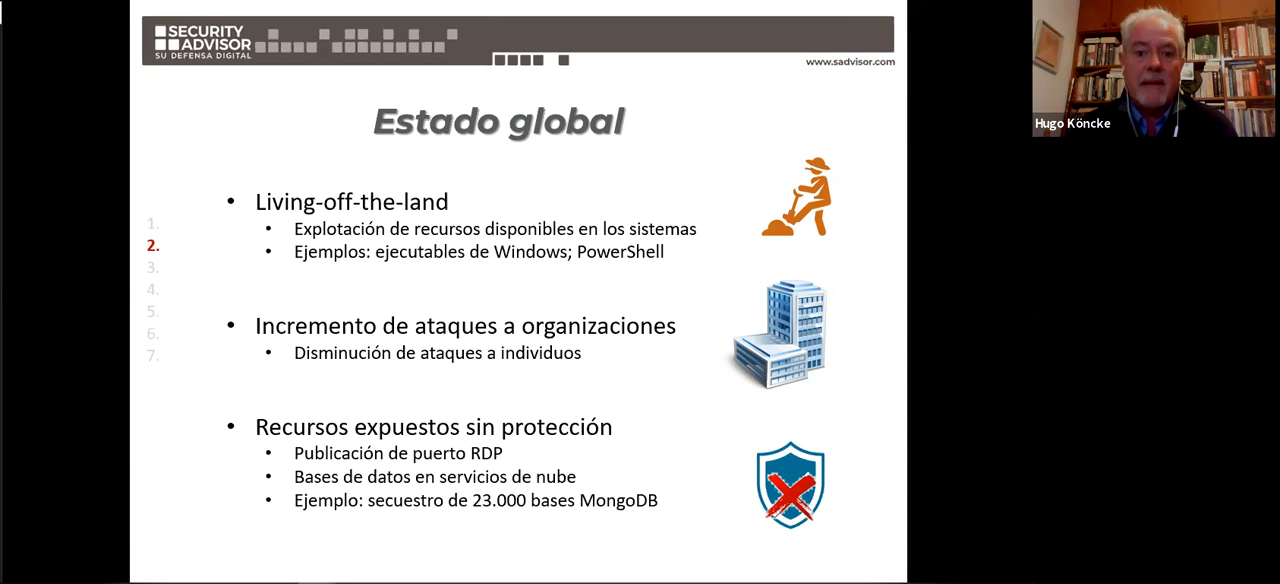 SECURITY
ADVISOR
SU DEFENSA DIGITAL
www.sadvisor.com
Hugo Köncke
Estado global
• Living-off-the-land
• Explotación de recursos disponibles en los sistemas
• Ejemplos: ejecutables de Windows; PowerShell
1.
2.
3.
4.
5.
6.
7.
• Incremento de ataques a organizaciones
• Disminución de ataques a individuos
• Recursos expuestos sin protección
• Publicación de puerto RDP
• Bases de datos en servicios de nube
• Ejemplo: secuestro de 23.000 bases MongoDB